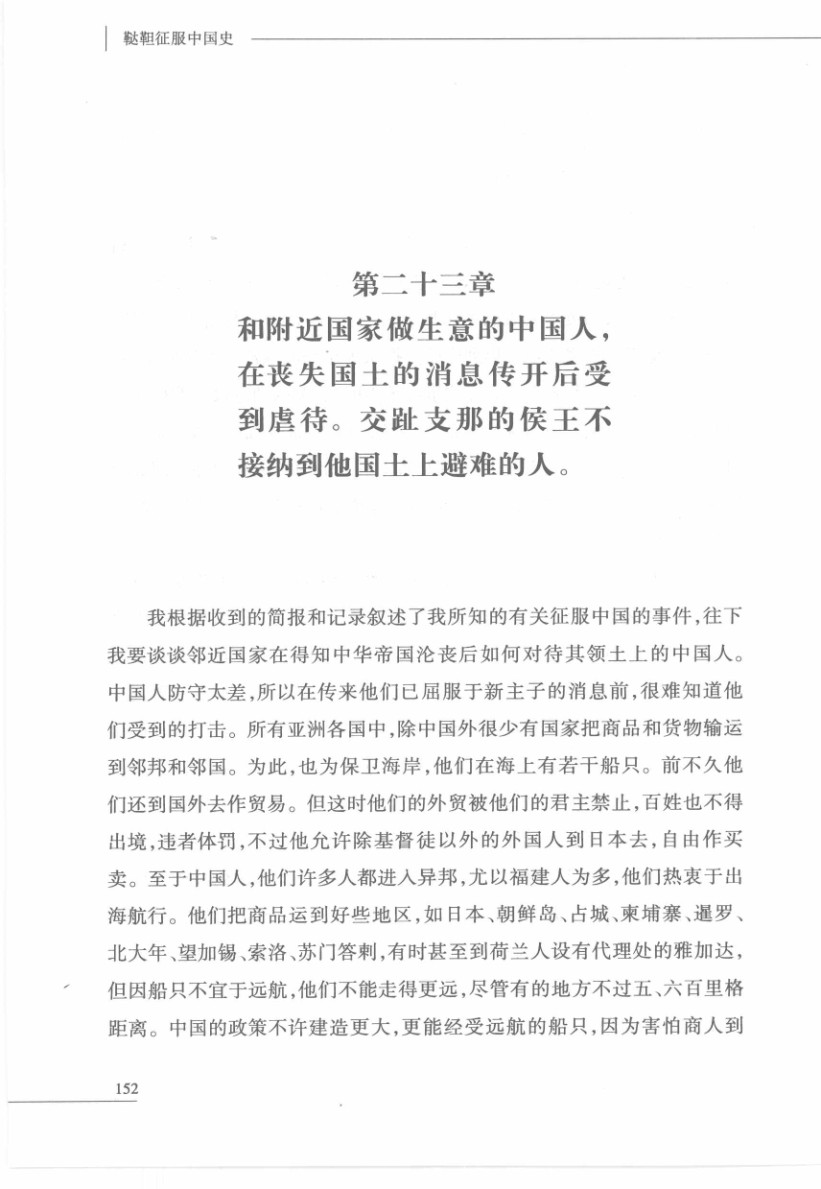 鞑靼征服中国史
第二十三章
和附近国家做生意的中国人，
在丧失国土的消息传开后受
到虐待。交趾支那的侯王不
接纳到他国土上避难的人。
我根据收到的简报和记录叙述了我所知的有关征服中国的事件，往下
我要谈谈邻近国家在得知中华帝国沦丧后如何对待其领土上的中国人。
中国人防守太差，所以在传来他们已屈服于新主子的消息前，很难知道他
们受到的打击。所有亚洲各国中，除中国外很少有国家把商品和货物输运
到邻邦和邻国。为此，也为保卫海岸，他们在海上有若干船只。前不久他
们还到国外去作贸易。但这时他们的外贸被他们的君主禁止，百姓也不得
出境，违者体罚，不过他允许除基督徒以外的外国人到日本去，自由作买
卖。至于中国人，他们许多人都进入异邦，尤以福建人为多，他们热衷于出
海航行。他们把商品运到好些地区，如日本、朝鲜岛、占城、柬埔寨、暹罗、
北大年、望加锡、索洛、苏门答剌，有时甚至到荷兰人设有代理处的雅加达，
但因船只不宜于远航，他们不能走得更远，尽管有的地方不过五、六百里格
距离。中国的政策不许建造更大，更能经受远航的船只，因为害怕商人到
152